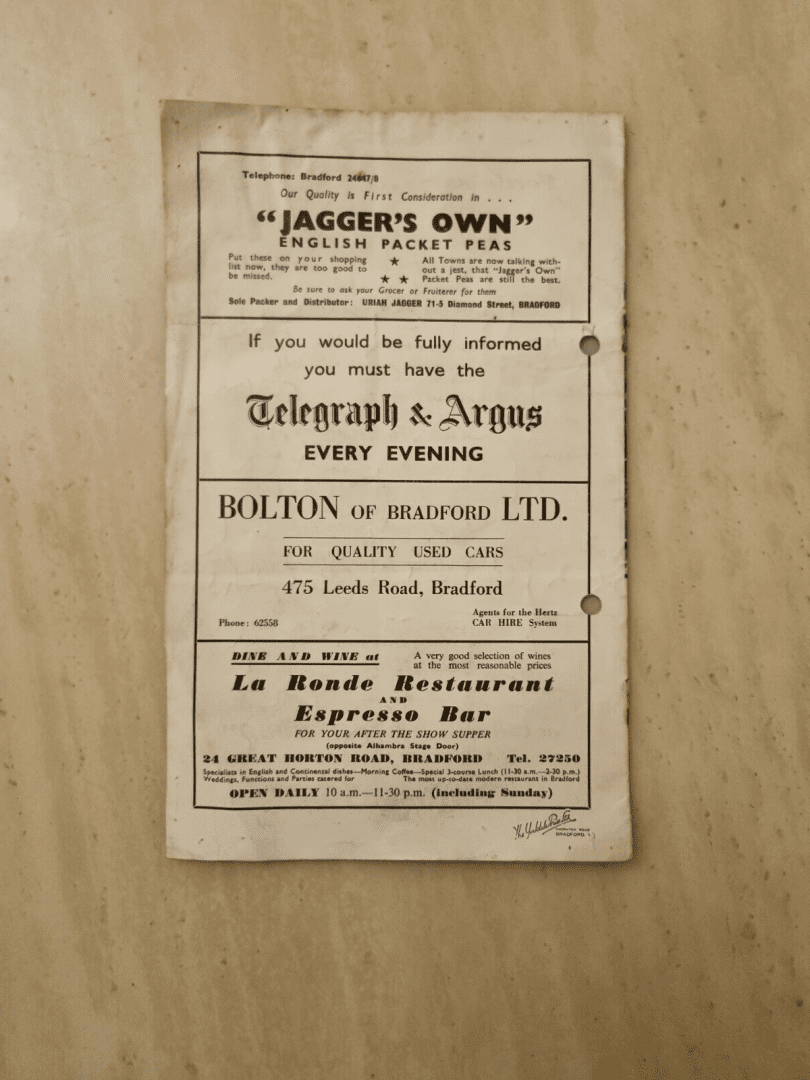 Telephone: Bradford 24847/8
Our Quality is First Consideration in . . .
“JAGGER'S OWN”
ENGLISH PACKET PEAS
Put these on your shopping
list now, they are too good to
be missed.
All Towns are now talking with-
out a jest, that “Jagger's Own”
Packet Peas are still the best.
Be sure to ask your Grocer or Fruiterer for them
Sole Packer and Distributor: URIAH JAGGER 71-5 Diamond Street, BRADFORD
If you would be fully informed
you must have the
Telegraph & Argus
EVERY EVENING
BOLTON OF BRADFORD LTD.
FOR QUALITY USED CARS
475 Leeds Road, Bradford
Phone: 62558
Agents for the Hertz
CAR HIRE System
DINE AND WINE at
A very good selection of wines
at the most reasonable prices
La Ronde Restaurant
AND
Espresso Bar
FOR YOUR AFTER THE SHOW SUPPER
(opposite Alhambra Stage Door)
24 GREAT HORTON ROAD, BRADFORD Tel. 27250
Specialists in English and Continental dishes—Morning Coffee—Special 3-course Lunch (11-30 a.m.—2-30 p.m.)
Weddings, Functions and Parties catered for The most up-to-date modern restaurant in Bradford
OPEN DAILY 10 a.m.—11-30 p.m. (including Sunday)
The
BRADFORD, 1